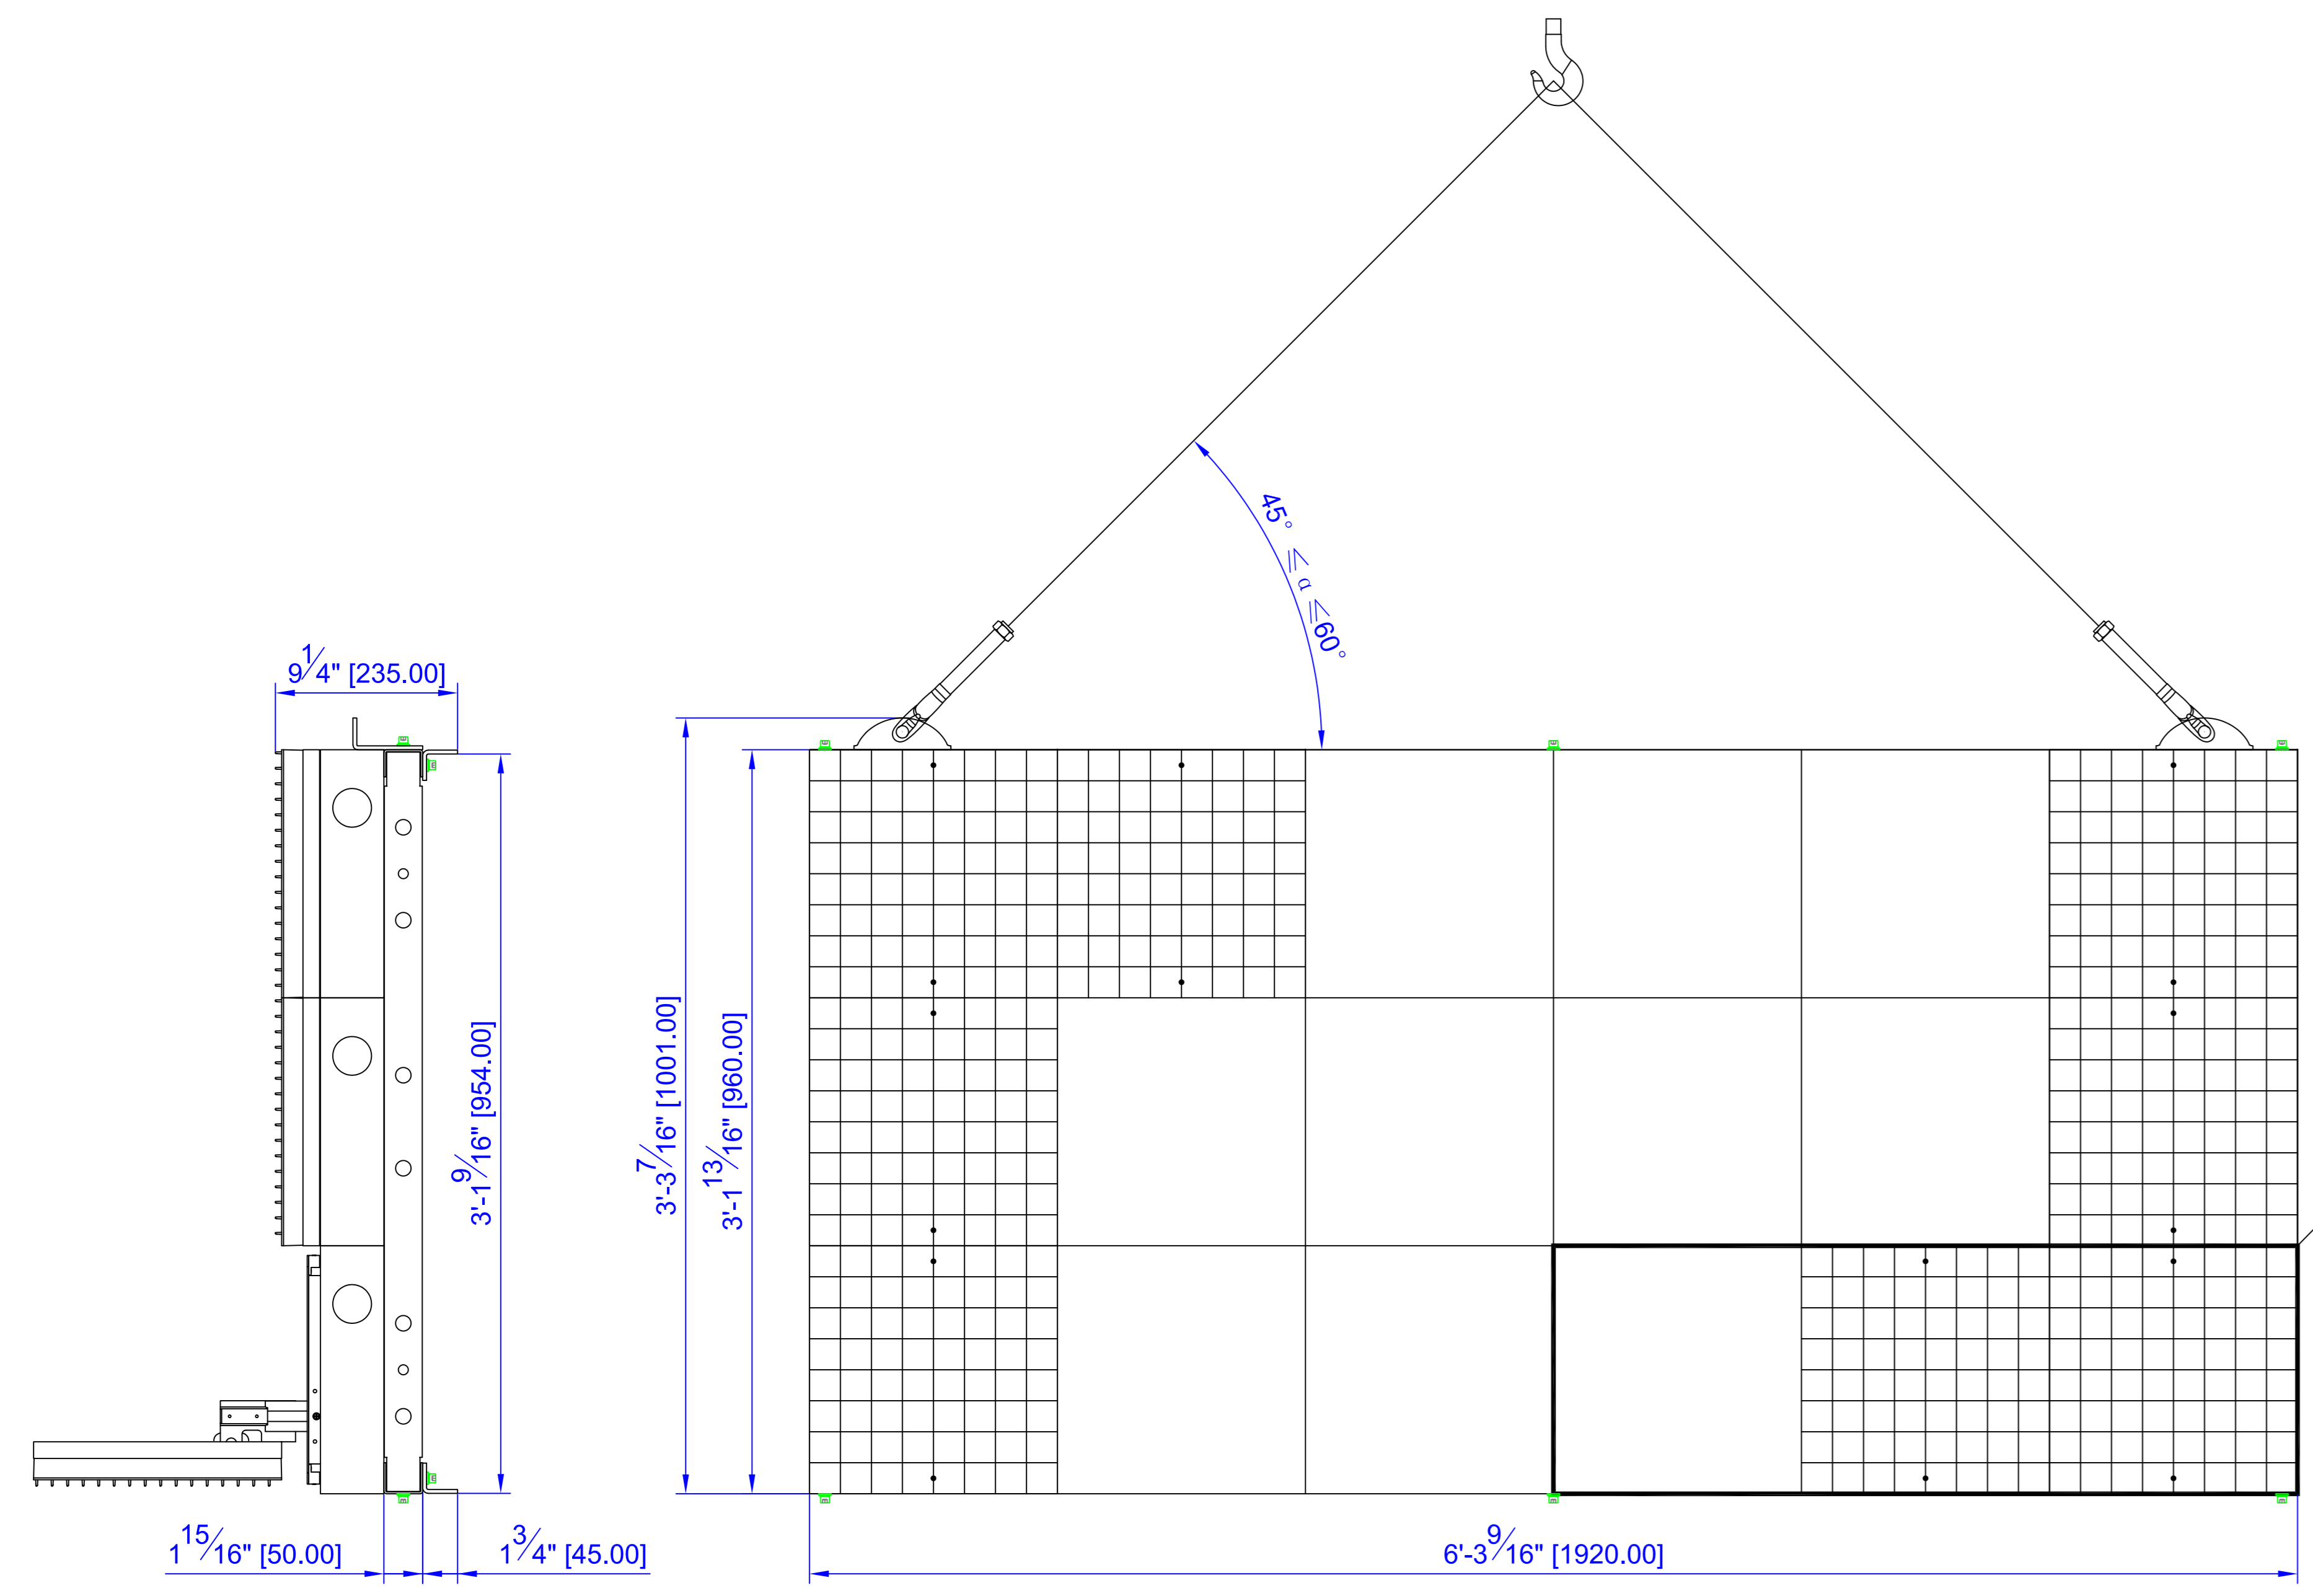 45° ≤ α ≤60°
9 1/4" [235.00]
3'-1 9/16" [954.00]
3'-3 7/16" [1001.00]
3'-1 13/16" [960.00]
1 15/16" [50.00]
1 3/4" [45.00]
6'-3 9/16" [1920.00]